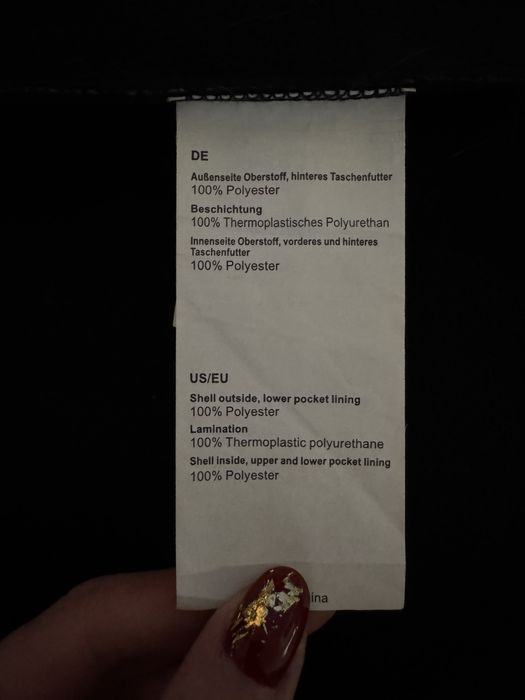 DE
Außenseite Oberstoff, hinteres Taschenfutter
100% Polyester
Beschichtung
100% Thermoplastisches Polyurethan
Innenseite Oberstoff, vorderes und hinteres
Taschenfutter
100% Polyester
US/EU
Shell outside, lower pocket lining
100% Polyester
Lamination
100% Thermoplastic polyurethane
Shell inside, upper and lower pocket lining
100% Polyester